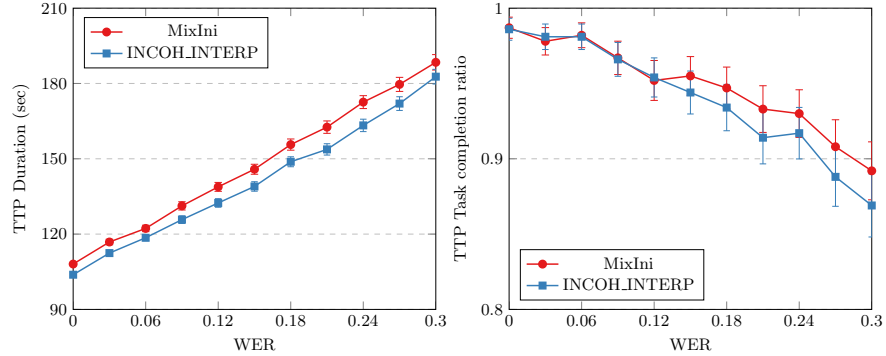 210
180
150
120
90
TTP Duration (sec)
MixIni
INCOH_INTERP
0
0.06
0.12
0.18
0.24
0.3
WER
1
0.9
0.8
TTP Task completion ratio
MixIni
INCOH_INTERP
0
0.06
0.12
0.18
0.24
0.3
WER